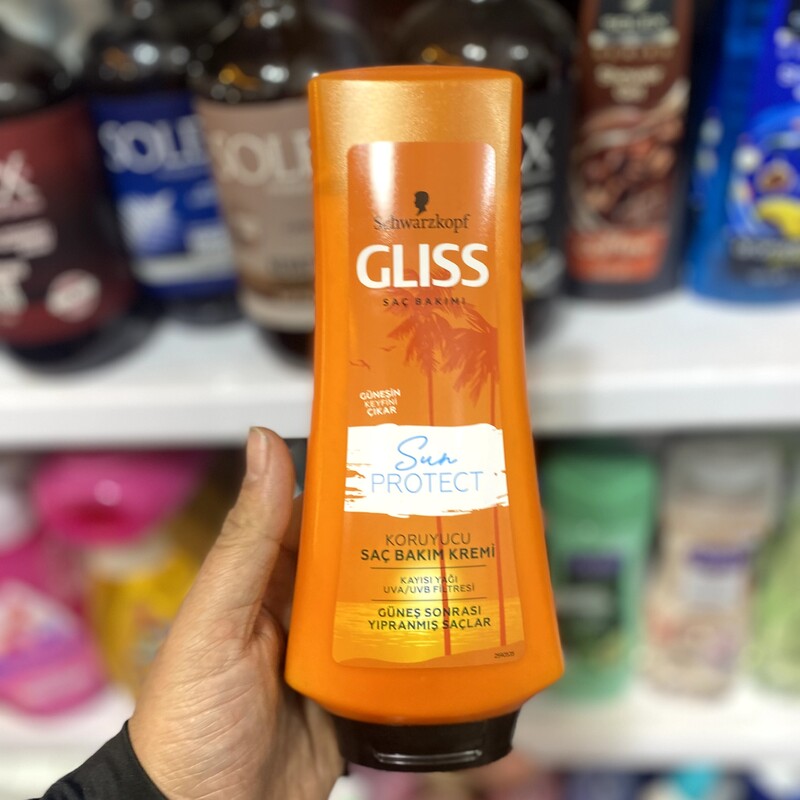 Schwarzkopf
GLISS
SAÇ BAKIMI
GÜNEŞİN
KEYFİNİ
ÇIKAR
Sun
PROTECT
KORUYUCU
SAÇ BAKIM KREMİ
KAYISI YAĞI
UVA/UVB FİLTRESİ
GÜNEŞ SONRASI
YIPRANMIŞ SAÇLAR